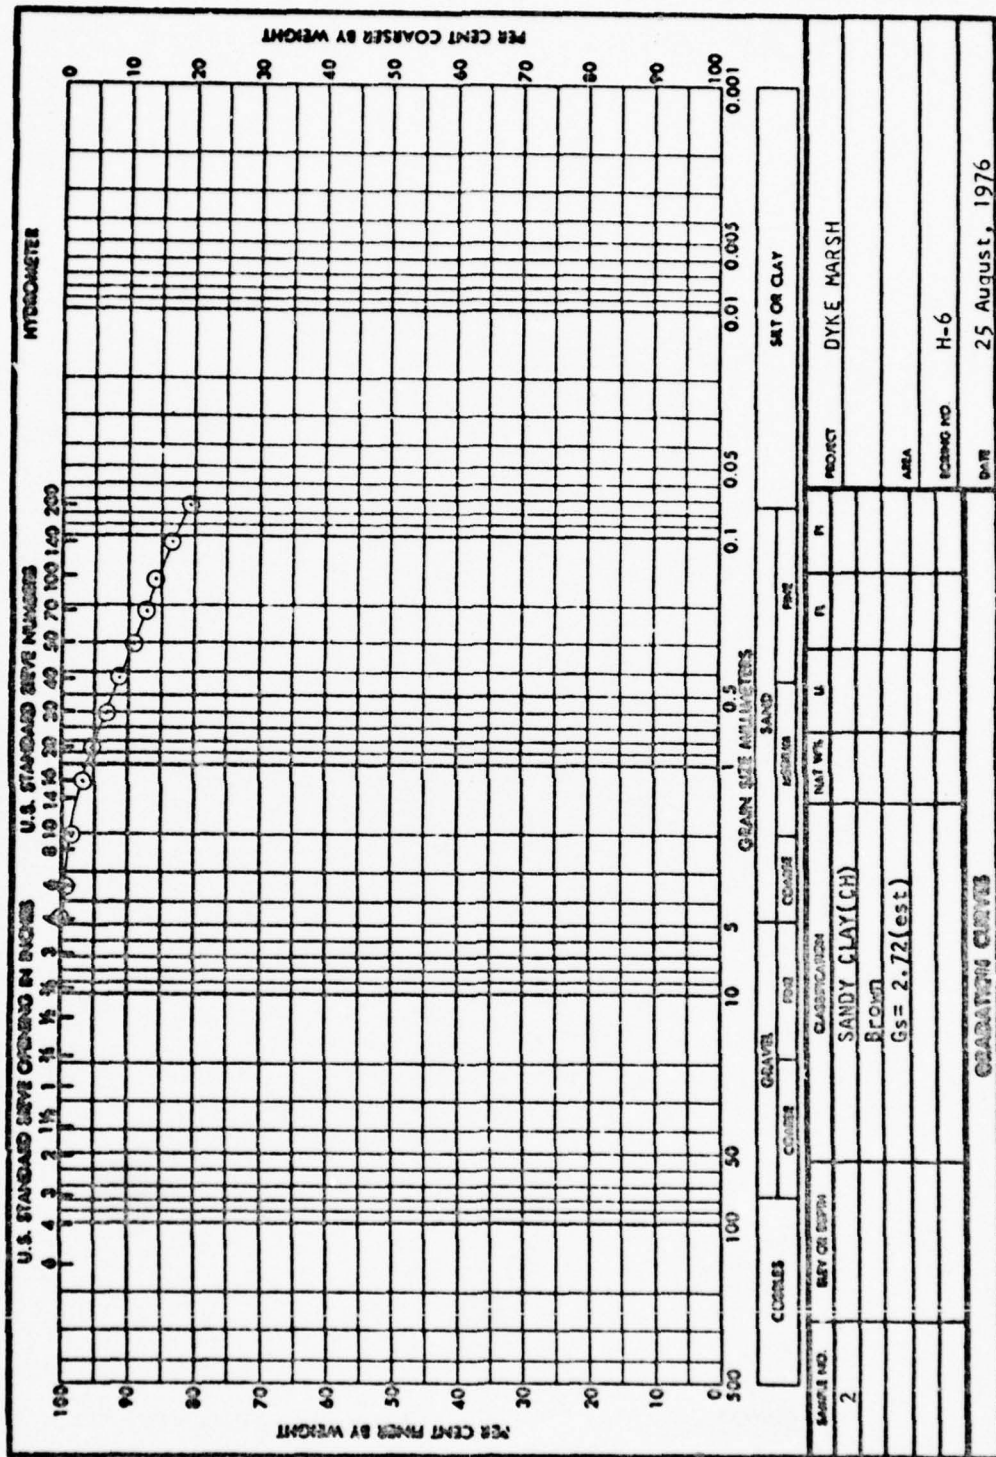 U.S. STANDARD SIEVE OPENING IN INCHES U.S. STANDARD SIEVE NUMBERS HYDROMETER
6 4 3 2 1½ 1 ¾ ½ ⅜ 3 4 6 8 10 14 16 20 30 40 50 70 100 140 200
100 90 80 70 60 50 40 30 20 10 0
PER CENT FINER BY WEIGHT
0 10 20 30 40 50 60 70 80 90 100
PER CENT COARSER BY WEIGHT
500 100 50 10 5 1 0.5 0.1 0.05 0.01 0.005 0.001
GRAIN SIZE MILLIMETERS
COBBLES GRAVEL SAND SILT OR CLAY
COARSE FINE COARSE MEDIUM FINE
SAMPLE NO. ELEV OR DEPTH CLASSIFICATION NAT W% LL PL PI
2 SANDY CLAY(CH)
Brown
Gs= 2.72(est)
PROJECT DYKE MARSH
AREA
BORING NO. H-6
DATE 25 August, 1976
GRADATION CURVES